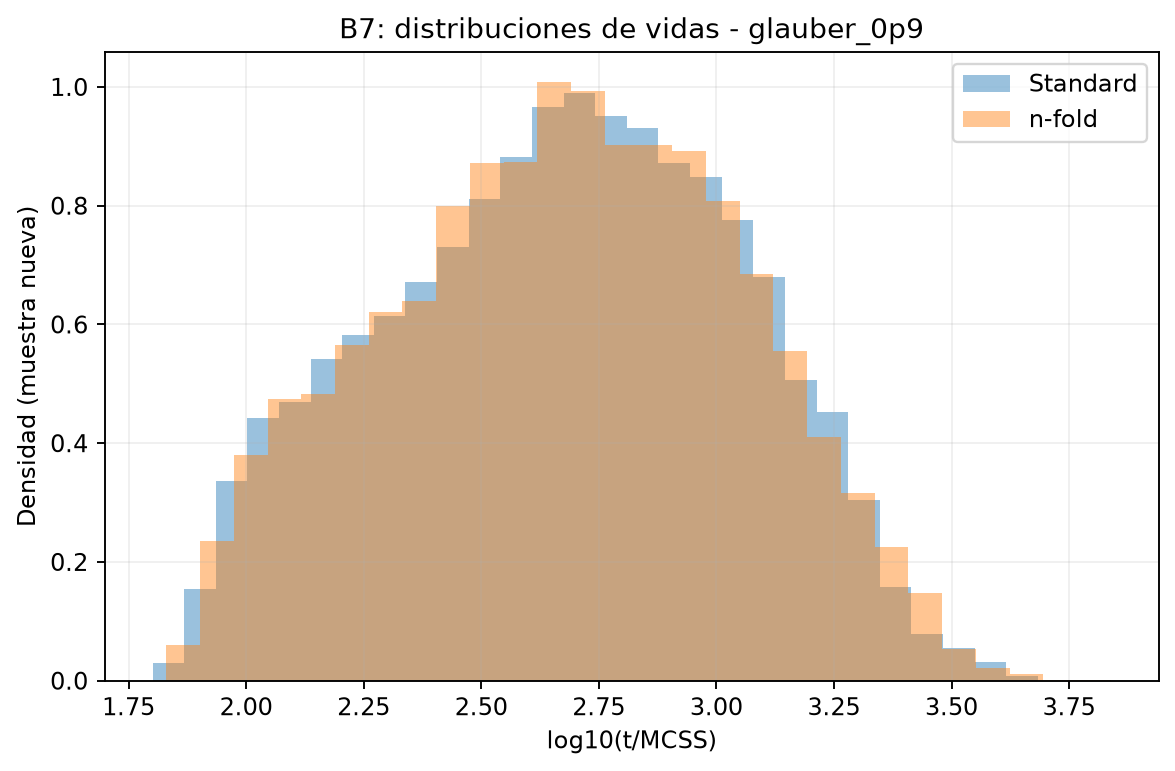 B7: distribuciones de vidas - glauber_0p9
Standard
n-fold
Densidad (muestra nueva)
1.0
0.8
0.6
0.4
0.2
0.0
1.75 2.00 2.25 2.50 2.75 3.00 3.25 3.50 3.75
log10(t/MCSS)